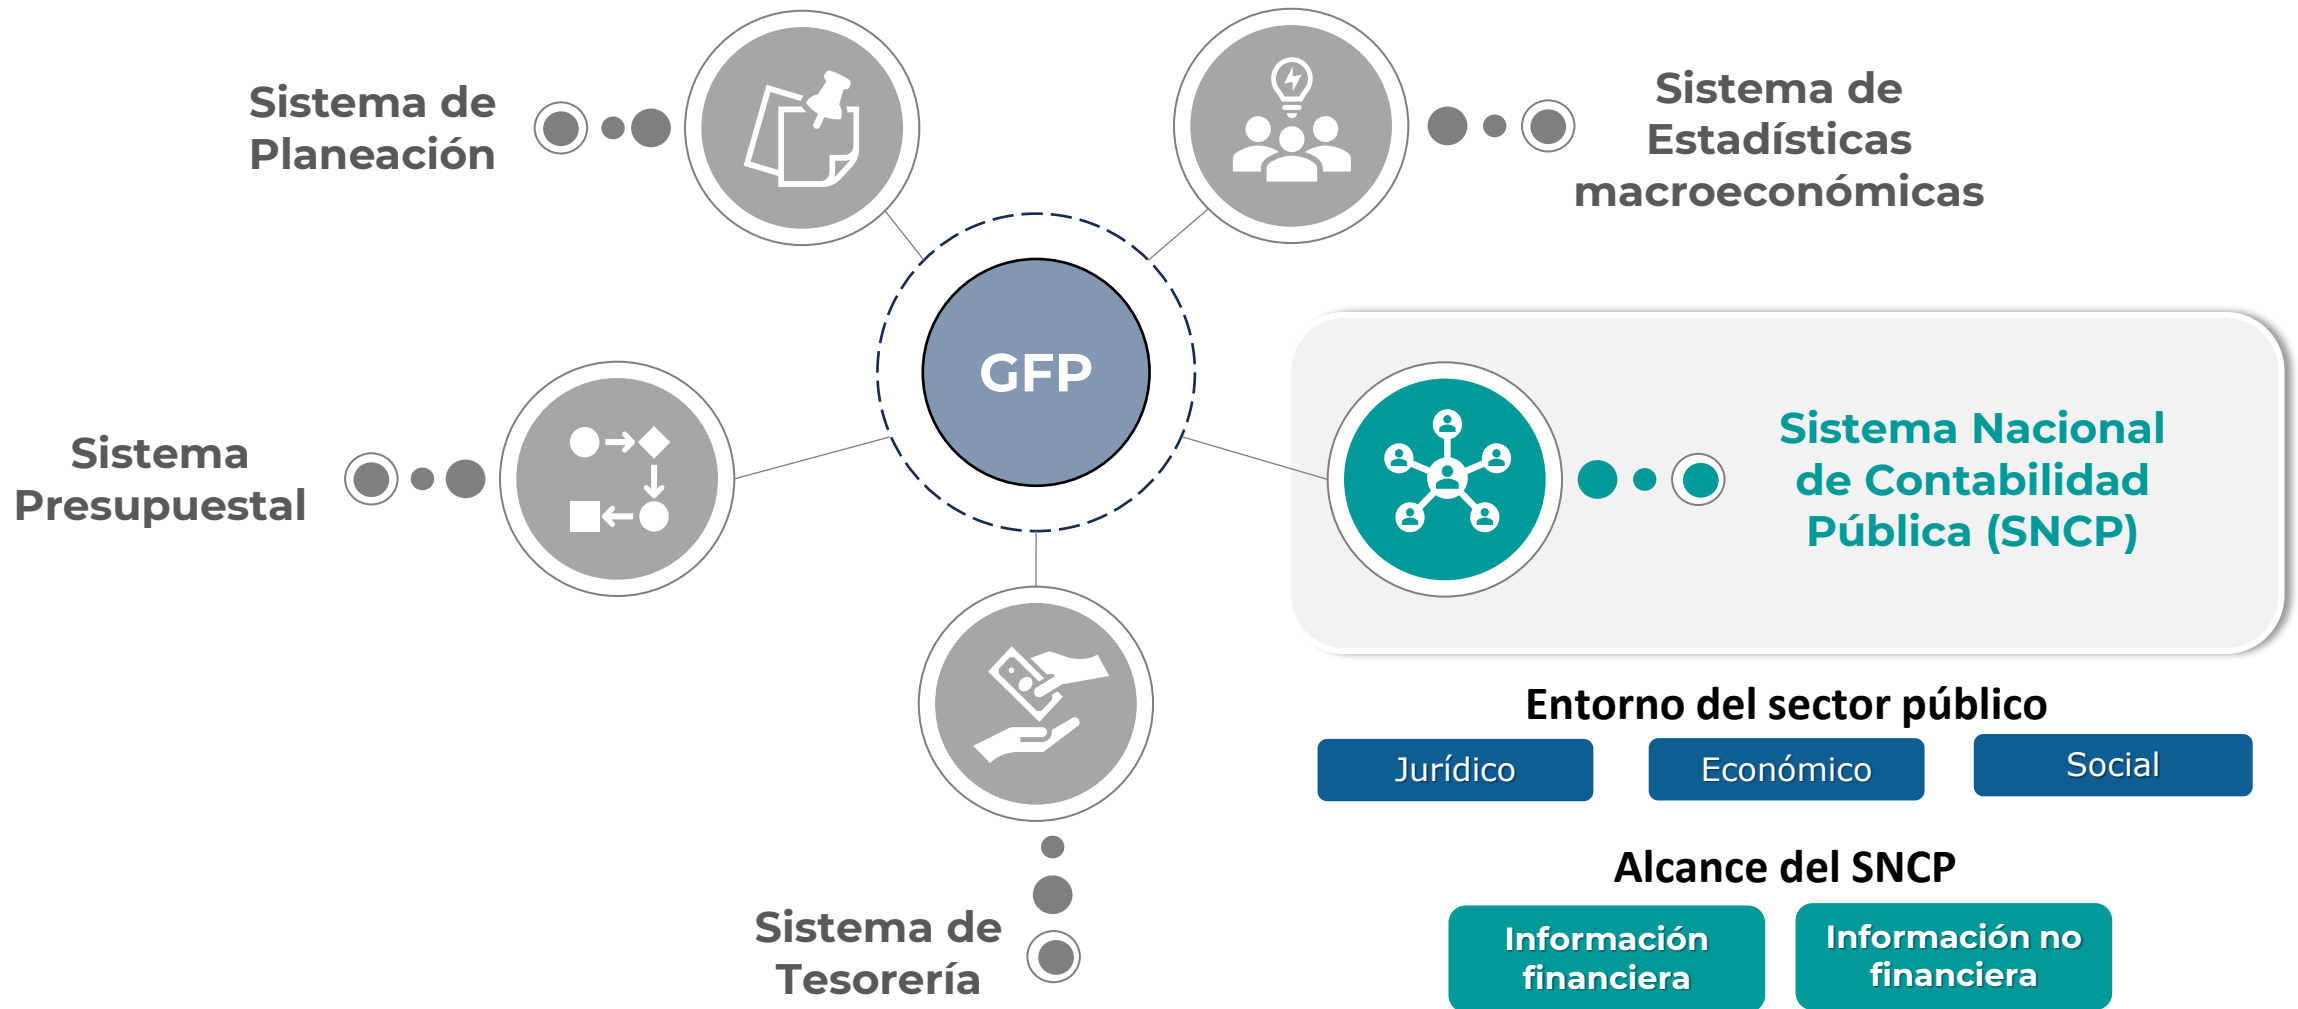 Sistema de
Planeación
Sistema de
Estadísticas
macroeconómicas
GFP
Sistema
Presupuestal
Sistema Nacional
de Contabilidad
Pública (SNCP)
Sistema de
Tesorería
Entorno del sector público
Jurídico
Económico
Social
Alcance del SNCP
Información
financiera
Información no
financiera